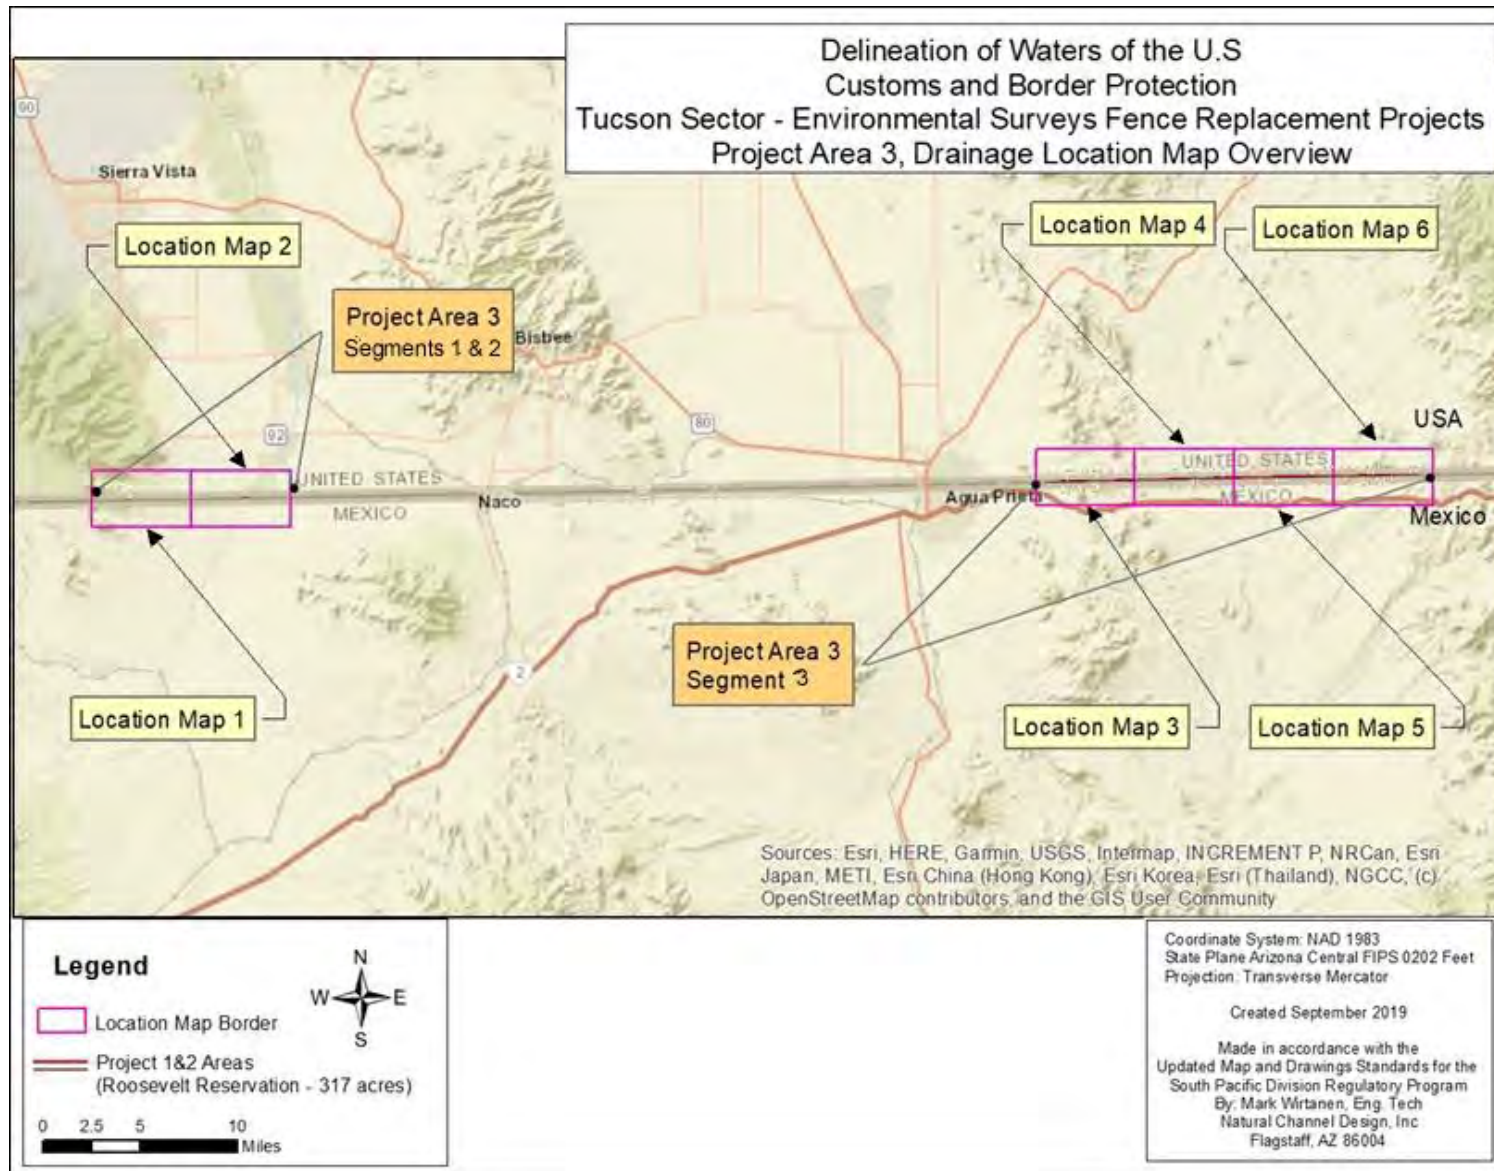 Delineation of Waters of the U.S
Customs and Border Protection
Tucson Sector - Environmental Surveys Fence Replacement Projects
Project Area 3, Drainage Location Map Overview
90
Sierra Vista
Location Map 2
Location Map 4
Location Map 6
Project Area 3
Segments 1 & 2
Bisbee
80
92
USA
UNITED STATES
MEXICO
Naco
Agua Prieta
UNITED STATES
MEXICO
Mexico
2
Project Area 3
Segment 3
Location Map 1
Location Map 3
Location Map 5
Sources: Esri, HERE, Garmin, USGS, Intermap, INCREMENT P, NRCan, Esri
Japan, METI, Esri China (Hong Kong), Esri Korea, Esri (Thailand), NGCC, (c)
OpenStreetMap contributors, and the GIS User Community
Legend
N
W
E
S
Location Map Border
Project 1&2 Areas
(Roosevelt Reservation - 317 acres)
0 2.5 5 10
Miles
Coordinate System: NAD 1983
State Plane Arizona Central FIPS 0202 Feet
Projection: Transverse Mercator
Created September 2019
Made in accordance with the
Updated Map and Drawings Standards for the
South Pacific Division Regulatory Program
By: Mark Wirtanen, Eng. Tech
Natural Channel Design, Inc
Flagstaff, AZ 86004